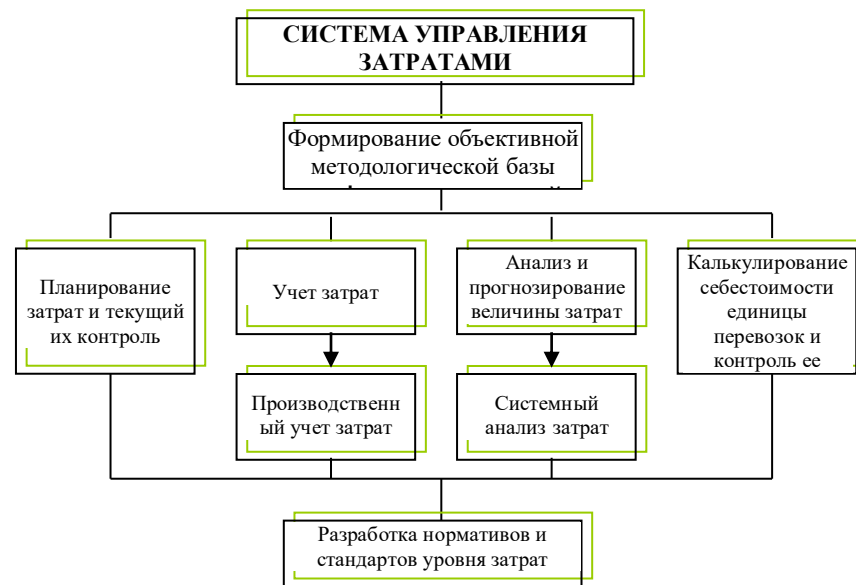 СИСТЕМА УПРАВЛЕНИЯ
ЗАТРАТАМИ
Формирование объективной
методологической базы
Планирование
затрат и текущий
их контроль
Учет затрат
Анализ и
прогнозирование
величины затрат
Калькулирование
себестоимости
единицы
перевозок и
контроль ее
Производственн
ый учет затрат
Системный
анализ затрат
Разработка нормативов и
стандартов уровня затрат